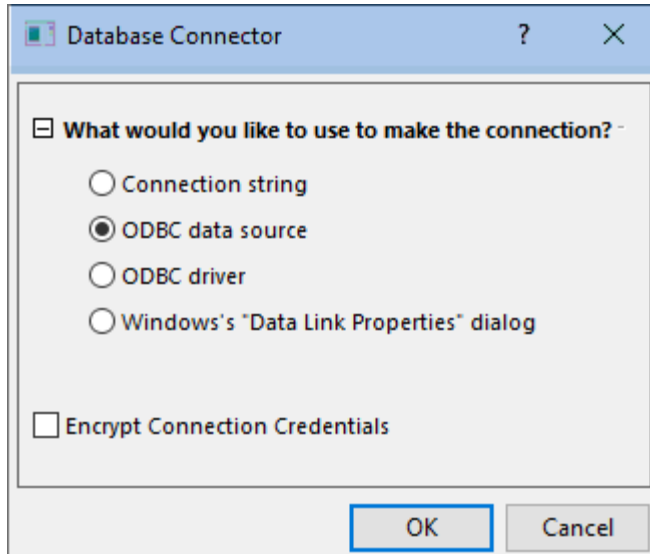 Database Connector ?
What would you like to use to make the connection?
Connection string
ODBC data source
ODBC driver
Windows's "Data Link Properties" dialog
Encrypt Connection Credentials
OK Cancel